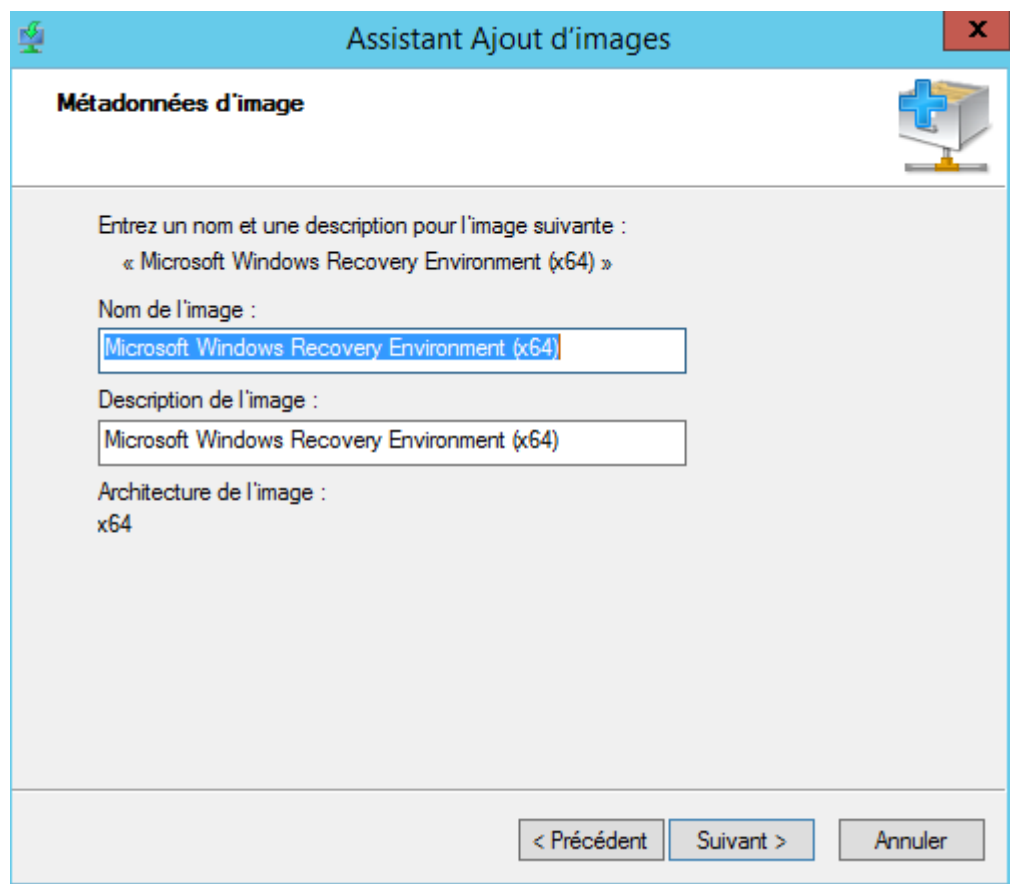 Assistant Ajout d'images
x
Métadonnées d'image
Entrez un nom et une description pour l'image suivante :
« Microsoft Windows Recovery Environment (x64) »
Nom de l'image :
Microsoft Windows Recovery Environment (x64)
Description de l'image :
Microsoft Windows Recovery Environment (x64)
Architecture de l'image :
x64
< Précédent Suivant > Annuler